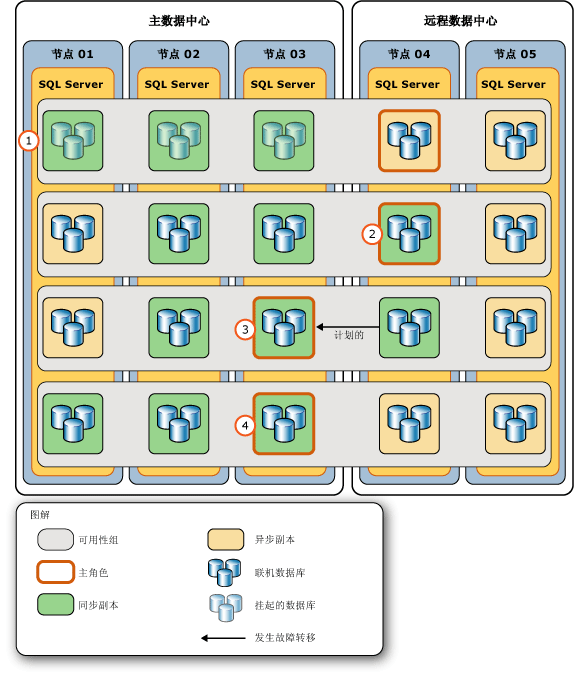 主数据中心
远程数据中心
节点 01
节点 02
节点 03
节点 04
节点 05
SQL Server
SQL Server
SQL Server
SQL Server
SQL Server
1
2
3
计划的
4
图解
可用性组
异步副本
主角色
联机数据库
同步副本
挂起的数据库
发生故障转移